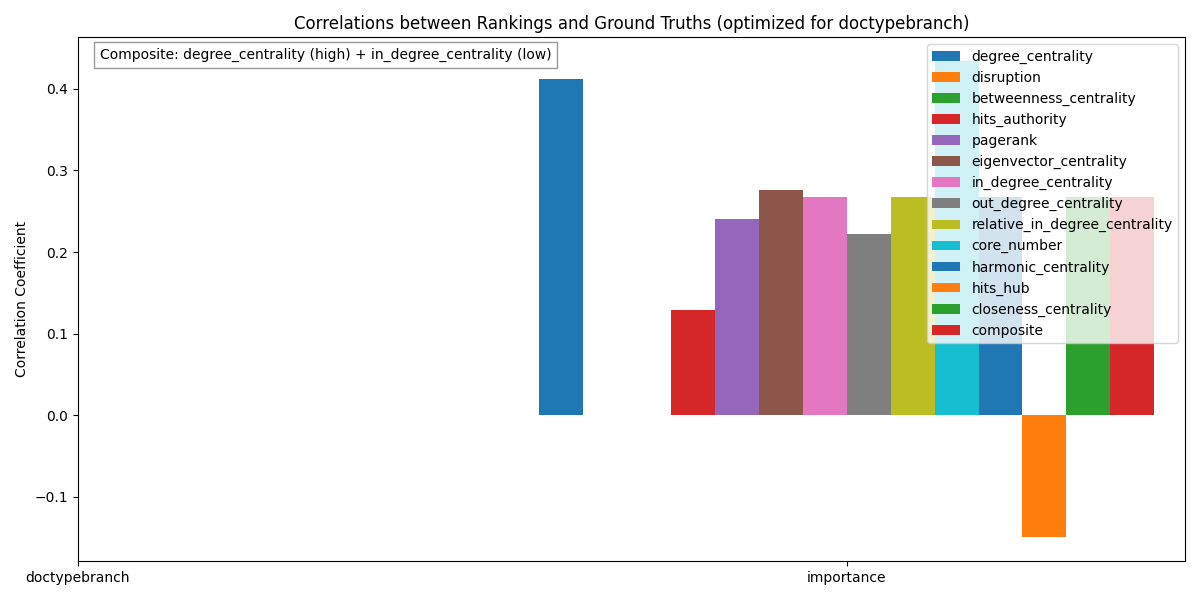 Correlations between Rankings and Ground Truths (optimized for doctypebranch)
Composite: degree_centrality (high) + in_degree_centrality (low)
degree_centrality
disruption
betweenness_centrality
hits_authority
pagerank
eigenvector_centrality
in_degree_centrality
out_degree_centrality
relative_in_degree_centrality
core_number
harmonic_centrality
hits_hub
closeness_centrality
composite
Correlation Coefficient
0.4
0.3
0.2
0.1
0.0
−0.1
doctypebranch
importance